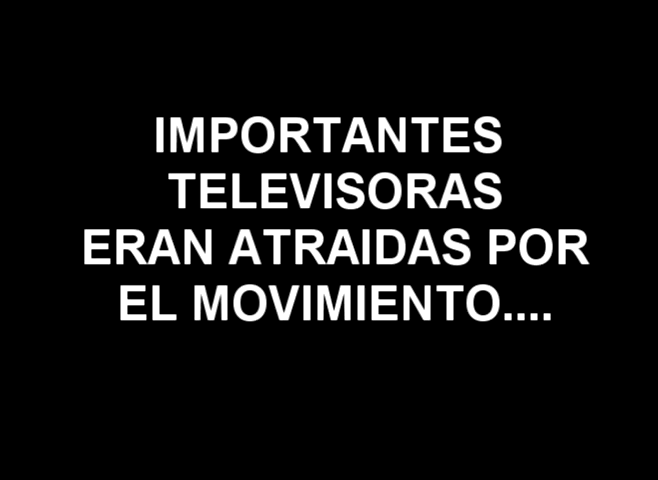 IMPORTANTES
TELEVISORAS
ERAN ATRAIDAS POR
EL MOVIMIENTO....